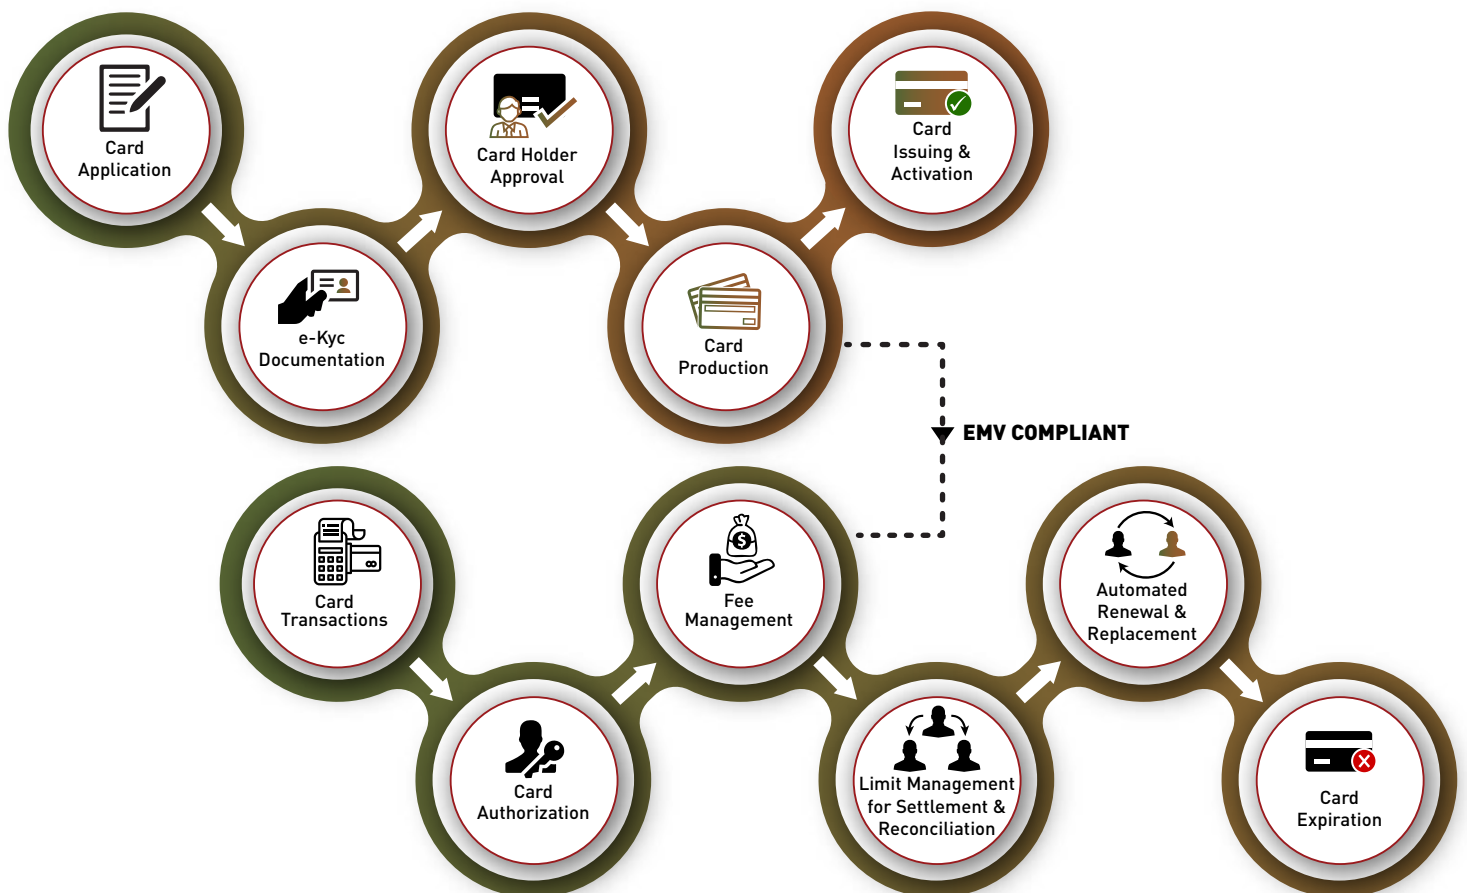 Card
Application
e-Kyc
Documentation
Card Holder
Approval
Card
Production
Card
Issuing &
Activation
EMV COMPLIANT
Card
Transactions
Card
Authorization
Fee
Management
Limit Management
for Settlement &
Reconciliation
Automated
Renewal &
Replacement
Card
Expiration